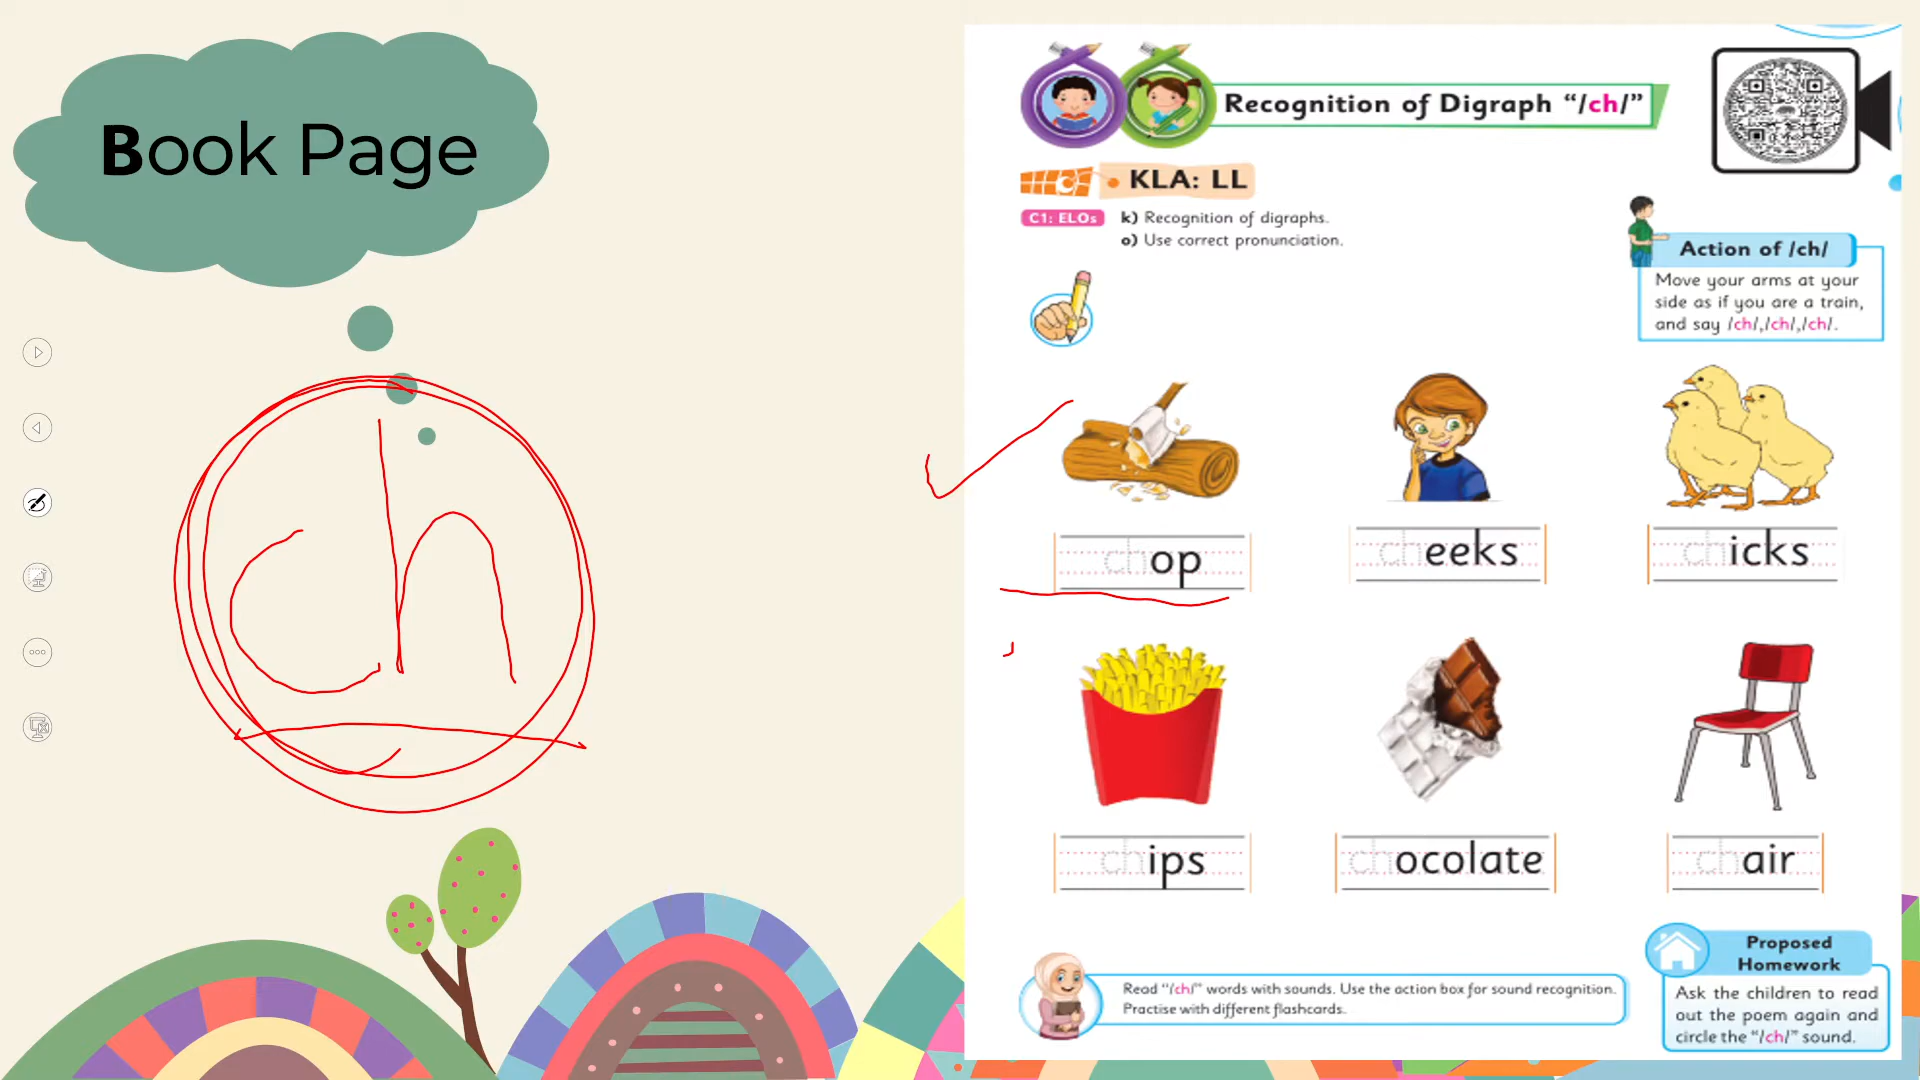 Book Page
ch
Recognition of Digraph “/ch/”
KLA: LL
C1: ELOs
k) Recognition of digraphs.
o) Use correct pronunciation.
Action of /ch/
Move your arms at your
side as if you are a train,
and say /ch/,/ch/,/ch/.
chop
cheeks
chicks
chips
chocolate
chair
Read “/ch/” words with sounds. Use the action box for sound recognition.
Practise with different flashcards.
Proposed
Homework
Ask the children to read
out the poem again and
circle the “/ch/” sound.